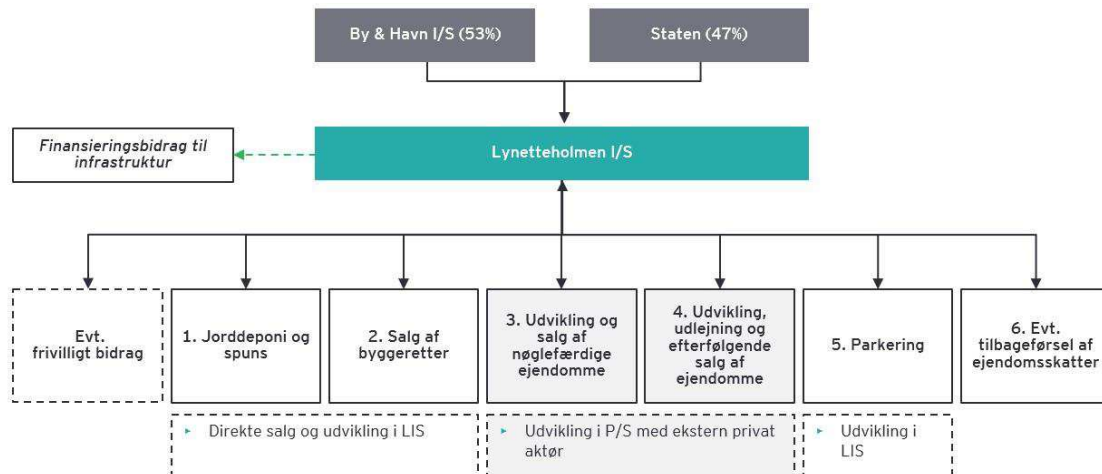 By & Havn I/S (53%)
Staten (47%)
Finansieringsbidrag til
infrastruktur
Lynetteholmen I/S
Evt.
frivilligt bidrag
1. Jorddeponi og
spuns
2. Salg af
byggeretter
3. Udvikling og
salg af
nøglefærdige
ejendomme
4. Udvikling,
udlejning og
efterfølgende
salg af
ejendomme
5. Parkering
6. Evt.
tilbageførsel af
ejendomsskatter
Direkte salg og udvikling i LIS
Udvikling i P/S med ekstern privat
aktør
Udvikling i
LIS